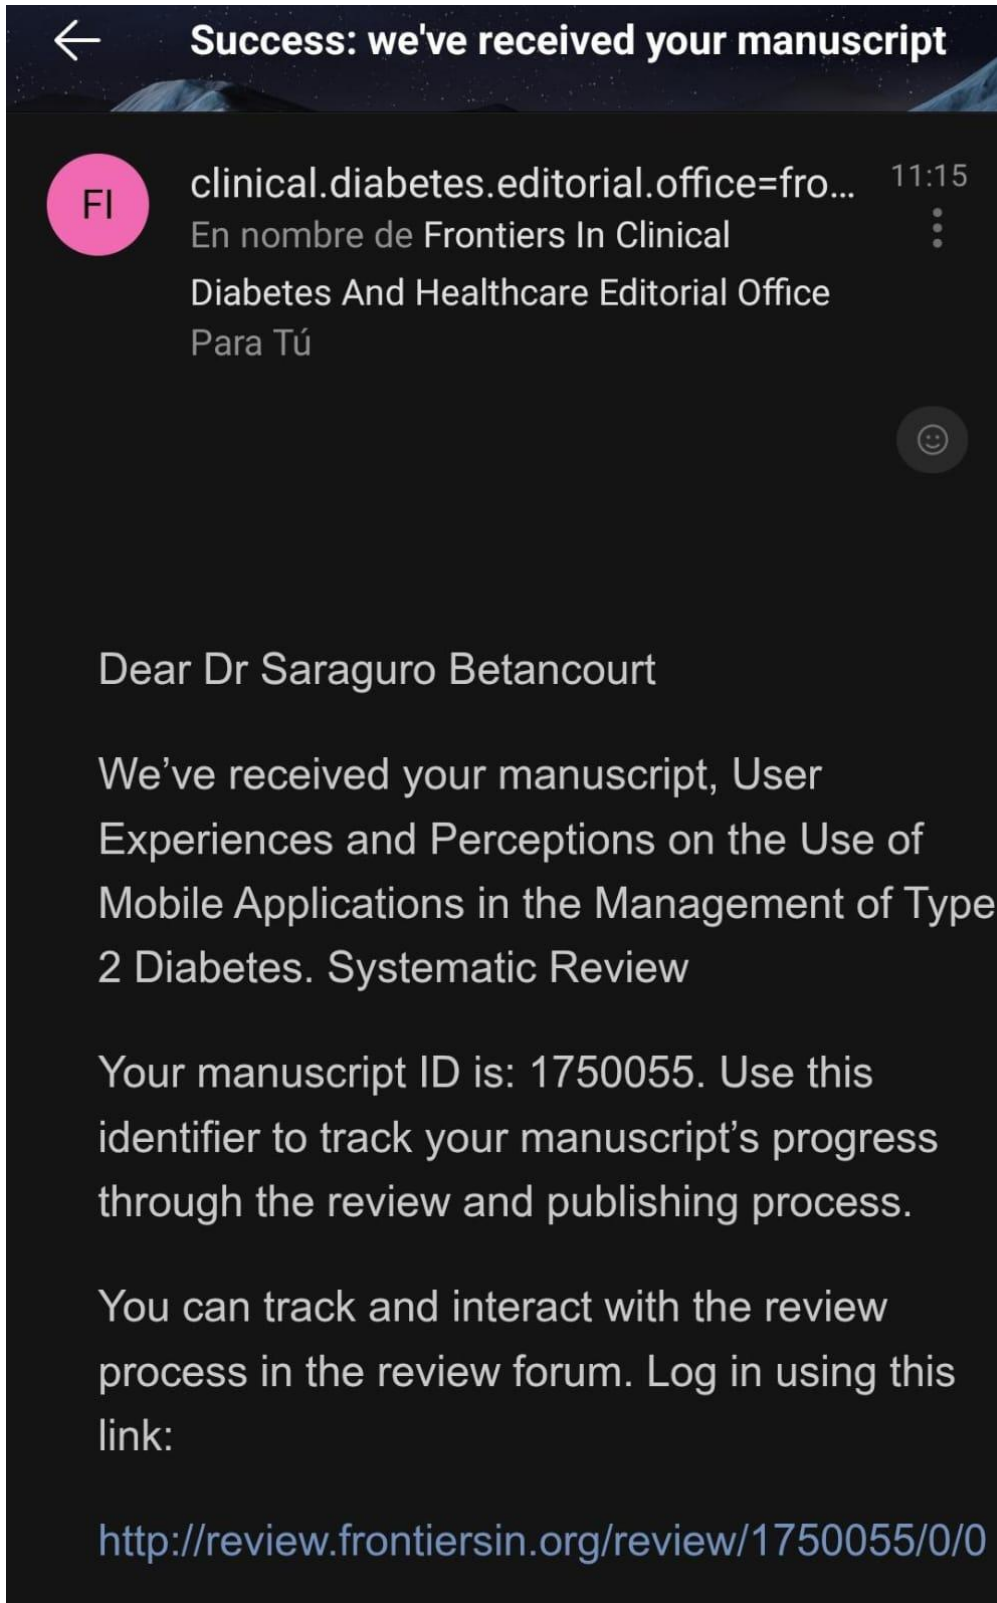 Success: we've received your manuscript
FI
clinical.diabetes.editorial.office=fro...
11:15
En nombre de Frontiers In Clinical
Diabetes And Healthcare Editorial Office
Para Tú
Dear Dr Saraguro Betancourt
We’ve received your manuscript, User
Experiences and Perceptions on the Use of
Mobile Applications in the Management of Type
2 Diabetes. Systematic Review
Your manuscript ID is: 1750055. Use this
identifier to track your manuscript’s progress
through the review and publishing process.
You can track and interact with the review
process in the review forum. Log in using this
link:
http://review.frontiersin.org/review/1750055/0/0